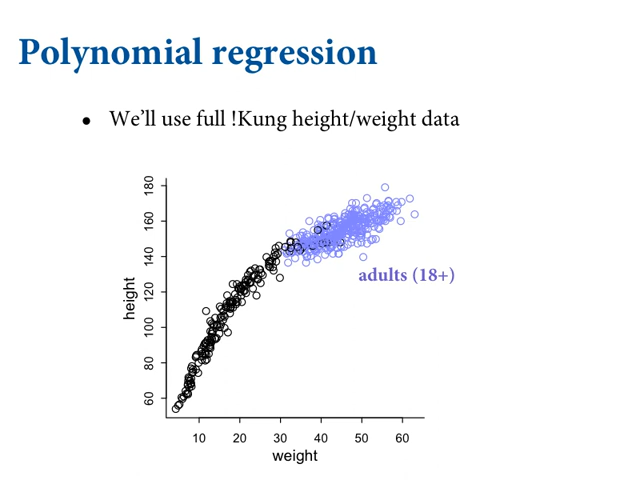 Polynomial regression
• We'll use full !Kung height/weight data
180
160
140
120
100
80
60
height
adults (18+)
10 20 30 40 50 60
weight